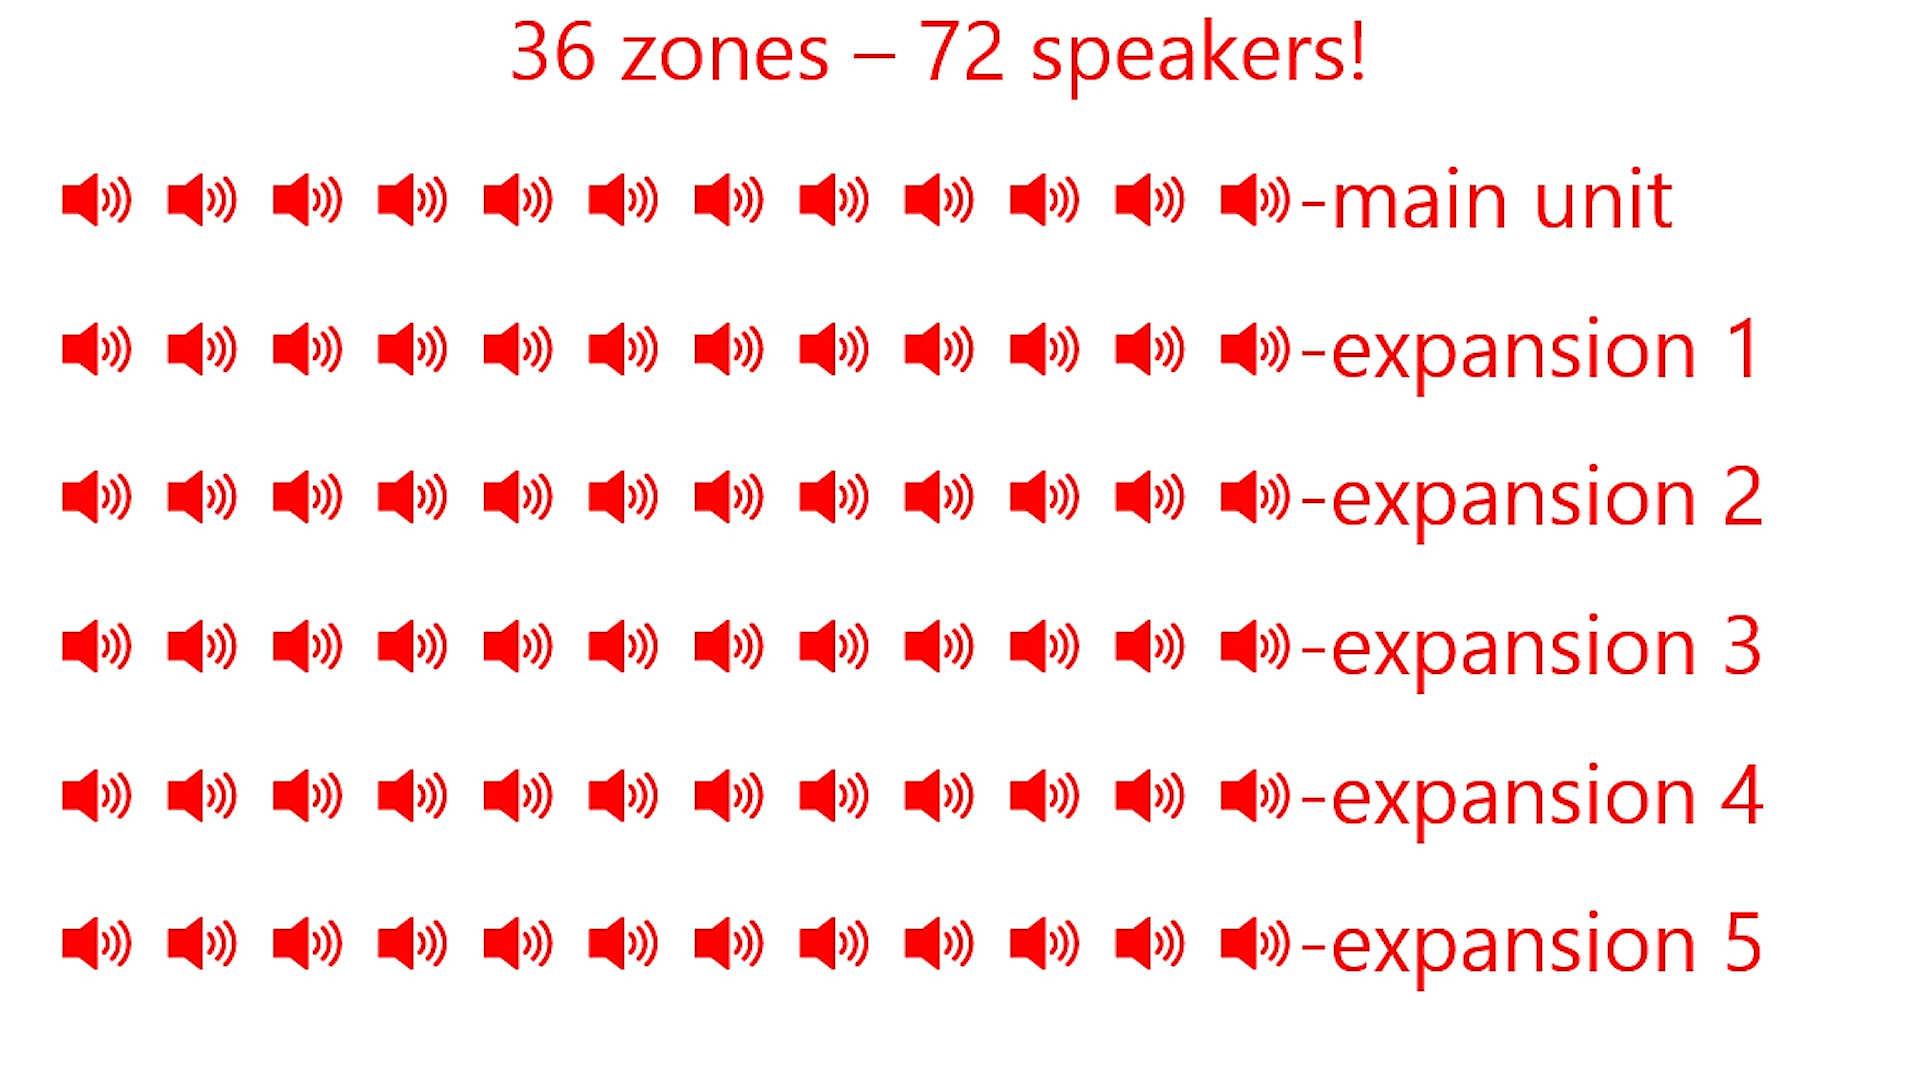 36 zones – 72 speakers!
-main unit
-expansion 1
-expansion 2
-expansion 3
-expansion 4
-expansion 5